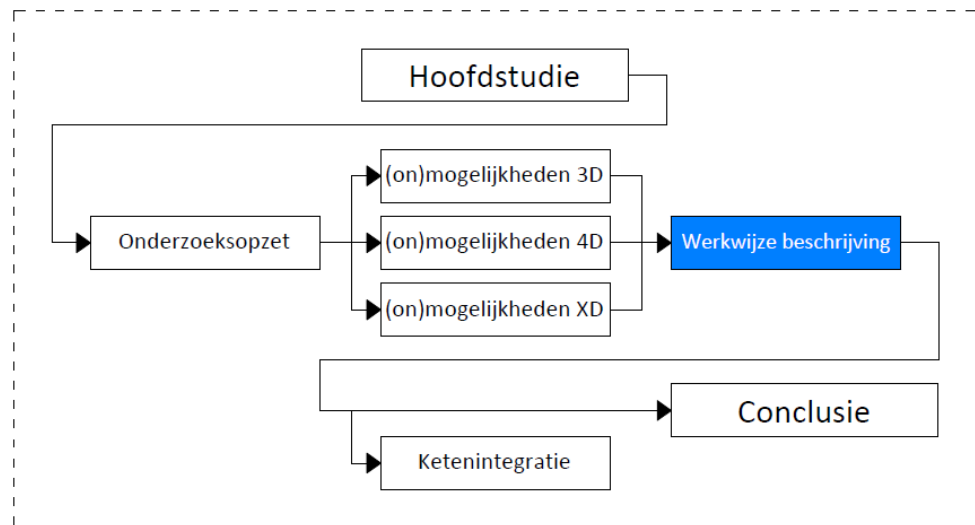 Hoofdstudie
(on)mogelijkheden 3D
Onderzoeksopzet
(on)mogelijkheden 4D
Werkwijze beschrijving
(on)mogelijkheden XD
Conclusie
Ketenintegratie